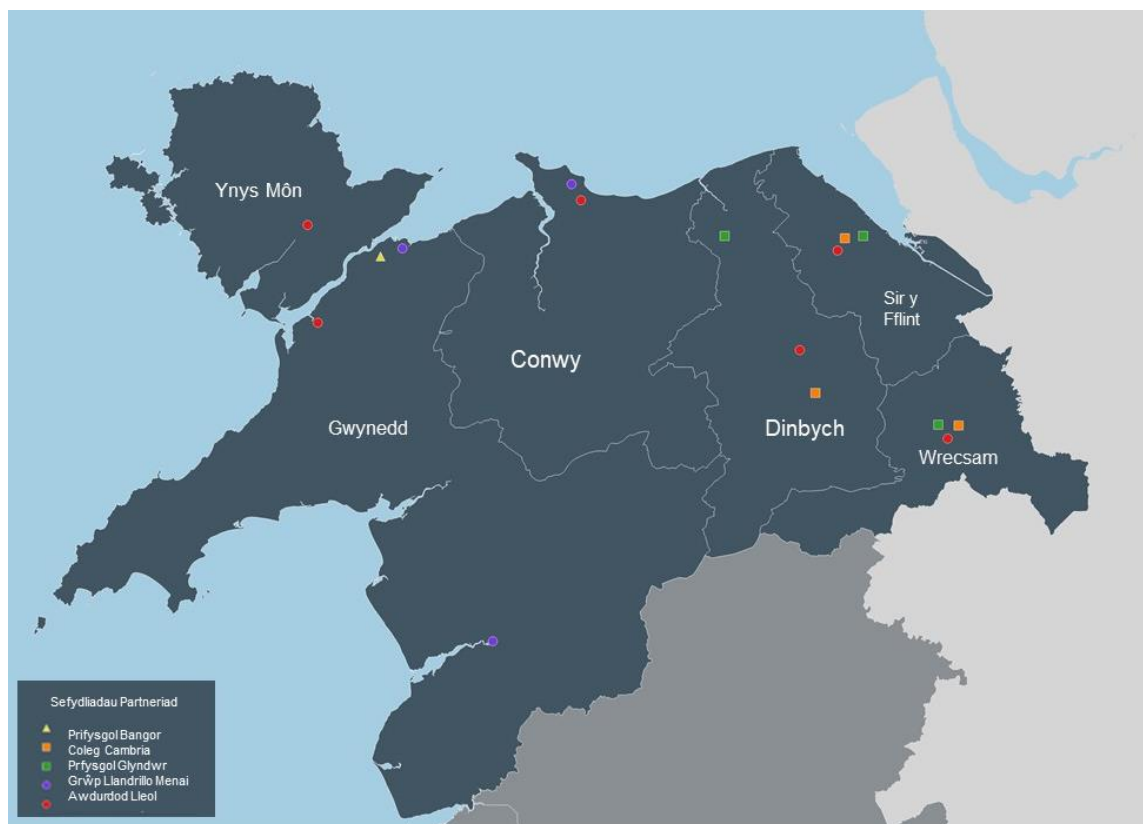 Ynys Môn
Sir y
Fflint
Conwy
Gwynedd
Dinbych
Wrecsam
Sefydliadau Partneriad
Prifysgol Bangor
Coleg Cambria
Prfysgol Glyndwr
Grŵp Llandrillo Menai
Awdurdod Lleol